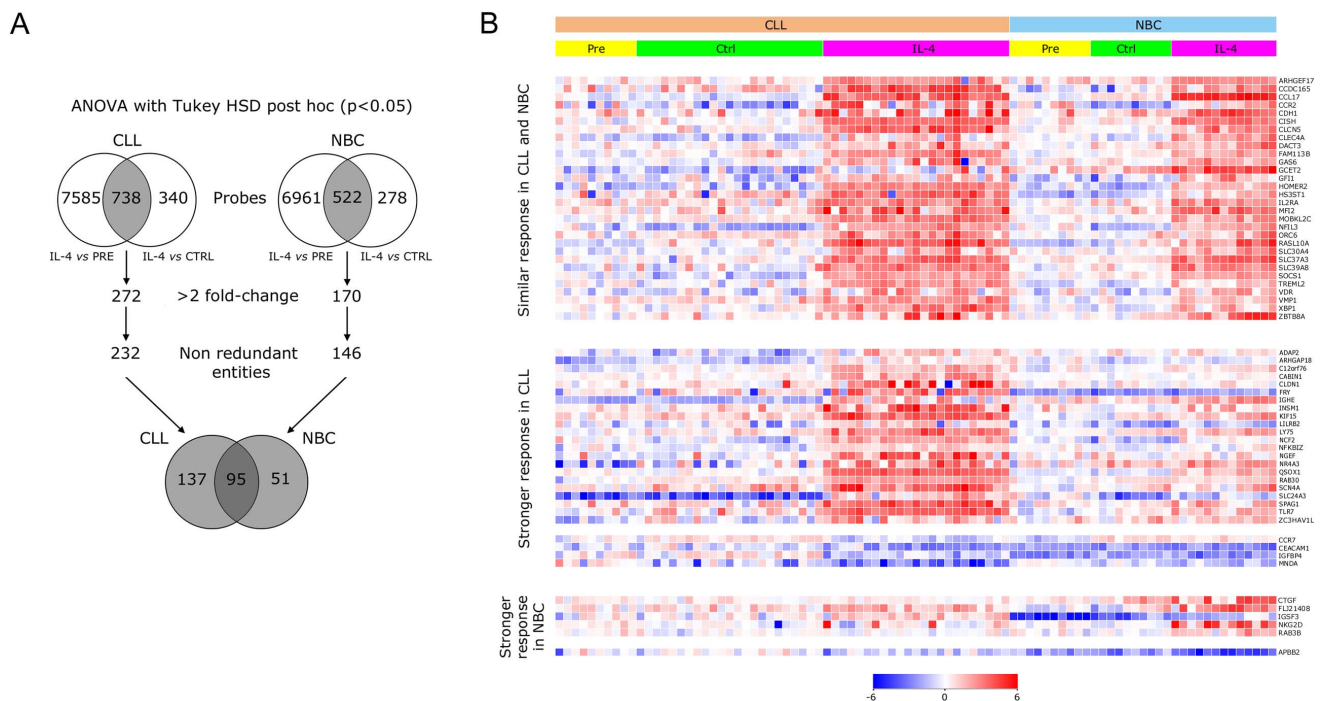 A
ANOVA with Tukey HSD post hoc (p<0.05)
CLL
NBC
7585 738 340
Probes
6961 522 278
IL-4 vs PRE IL-4 vs CTRL
IL-4 vs PRE IL-4 vs CTRL
272 >2 fold-change 170
232 Non redundant entities 146
CLL NBC
137 95 51
B
CLL NBC
Pre Ctrl IL-4 Pre Ctrl IL-4
Similar response in CLL and NBC
ARHGEF17
CCDC165
CCL17
CCR2
CDH1
CISH
CLCN5
CLEC4A
DACT3
FAM113B
GAS6
GCET2
GFI1
HOMER2
HS3ST1
IL2RA
MFI2
MOBKL2C
NFIL3
ORC6
RASL10A
SLC30A4
SLC37A3
SLC39A8
SOCS1
TREML2
VDR
VMP1
XBP1
ZBTB8A
Stronger response in CLL
ADAP2
ARHGAP18
C12orf76
CABIN1
CLDN1
FRY
IGHE
INSM1
KIF15
LILRB2
LY75
NCF2
NFKBIZ
NGEF
NR4A3
QSOX1
RAB30
SCN4A
SLC24A3
SPAG1
TLR7
ZC3HAV1L
CCR7
CEACAM1
IGFBP4
MNDA
Stronger
response
in NBC
CTGF
FLJ21408
IGSF3
NKG2D
RAB3B
APBB2
-6 0 6